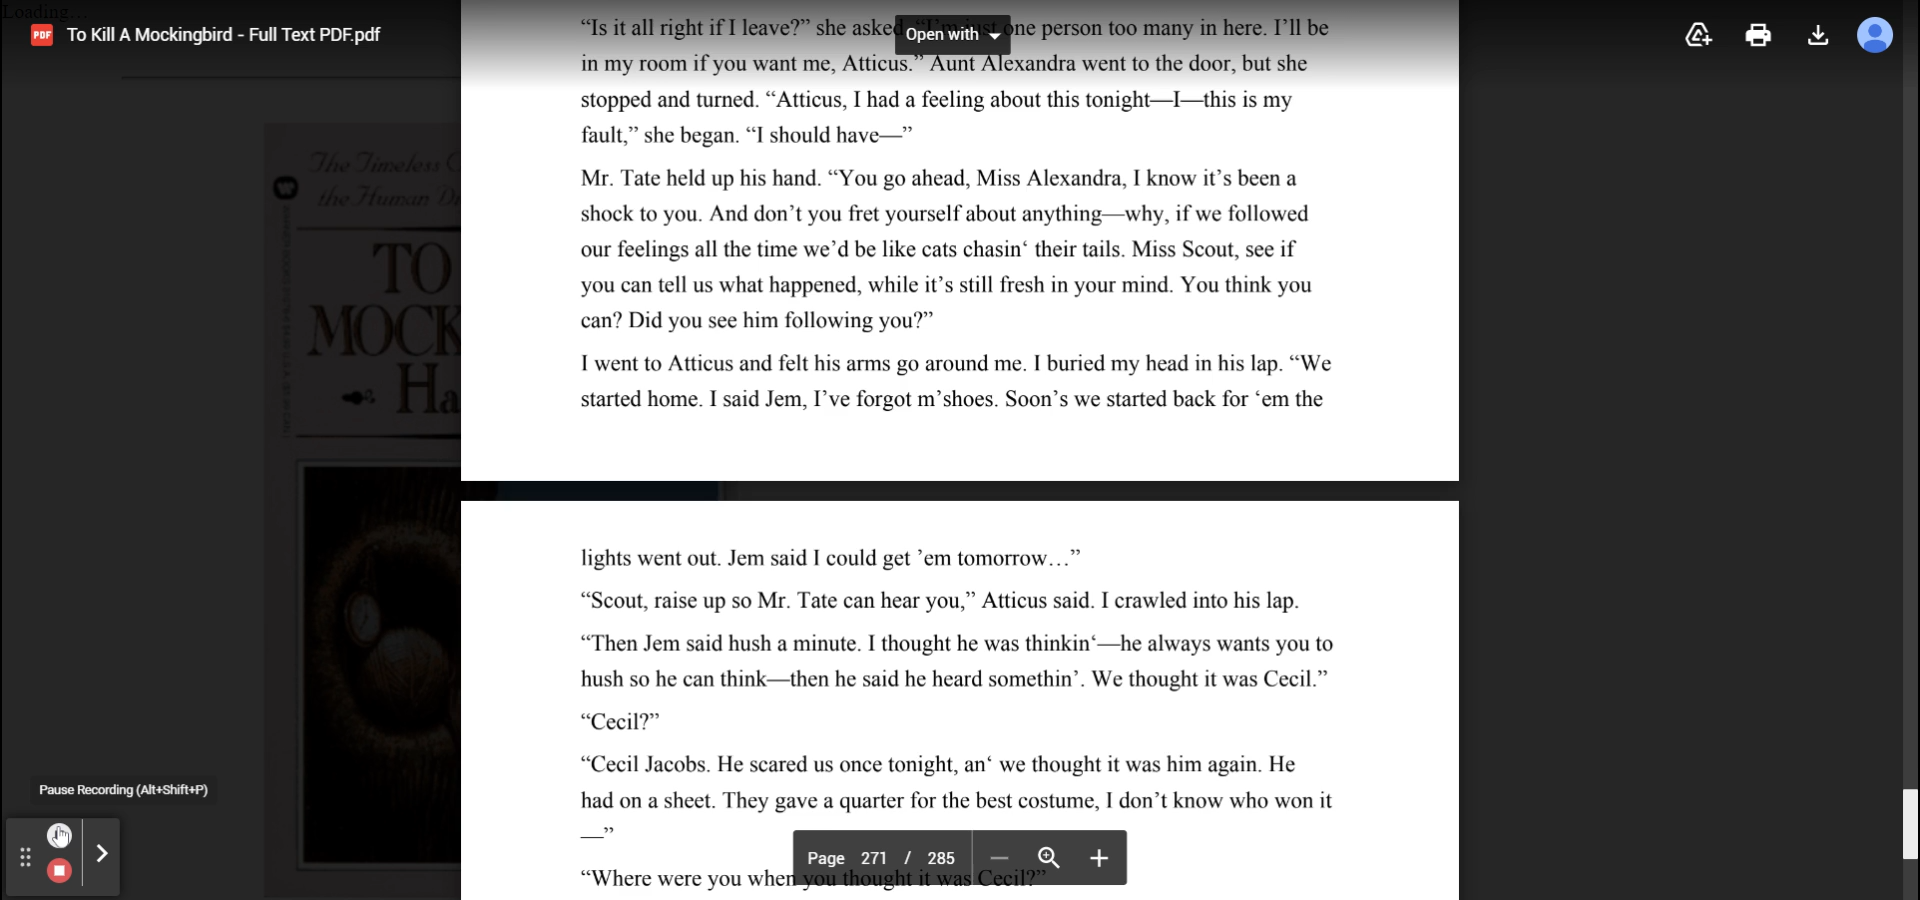 Loading...
PDF To Kill A Mockingbird - Full Text PDF.pdf
Open with
“Is it all right if I leave?” she asked. “I’m just one person too many in here. I’ll be
in my room if you want me, Atticus.” Aunt Alexandra went to the door, but she
stopped and turned. “Atticus, I had a feeling about this tonight—I—this is my
fault,” she began. “I should have—”
Mr. Tate held up his hand. “You go ahead, Miss Alexandra, I know it’s been a
shock to you. And don’t you fret yourself about anything—why, if we followed
our feelings all the time we’d be like cats chasin‘ their tails. Miss Scout, see if
you can tell us what happened, while it’s still fresh in your mind. You think you
can? Did you see him following you?”
I went to Atticus and felt his arms go around me. I buried my head in his lap. “We
started home. I said Jem, I’ve forgot m’shoes. Soon’s we started back for ‘em the
lights went out. Jem said I could get ’em tomorrow…”
“Scout, raise up so Mr. Tate can hear you,” Atticus said. I crawled into his lap.
“Then Jem said hush a minute. I thought he was thinkin‘—he always wants you to
hush so he can think—then he said he heard somethin’. We thought it was Cecil.”
“Cecil?”
“Cecil Jacobs. He scared us once tonight, an‘ we thought it was him again. He
had on a sheet. They gave a quarter for the best costume, I don’t know who won it
—”
“Where were you when you thought it was Cecil?”
The Timeless
the Human
TO
MOCK
Ha
Pause Recording (Alt+Shift+P)
Page 271 / 285